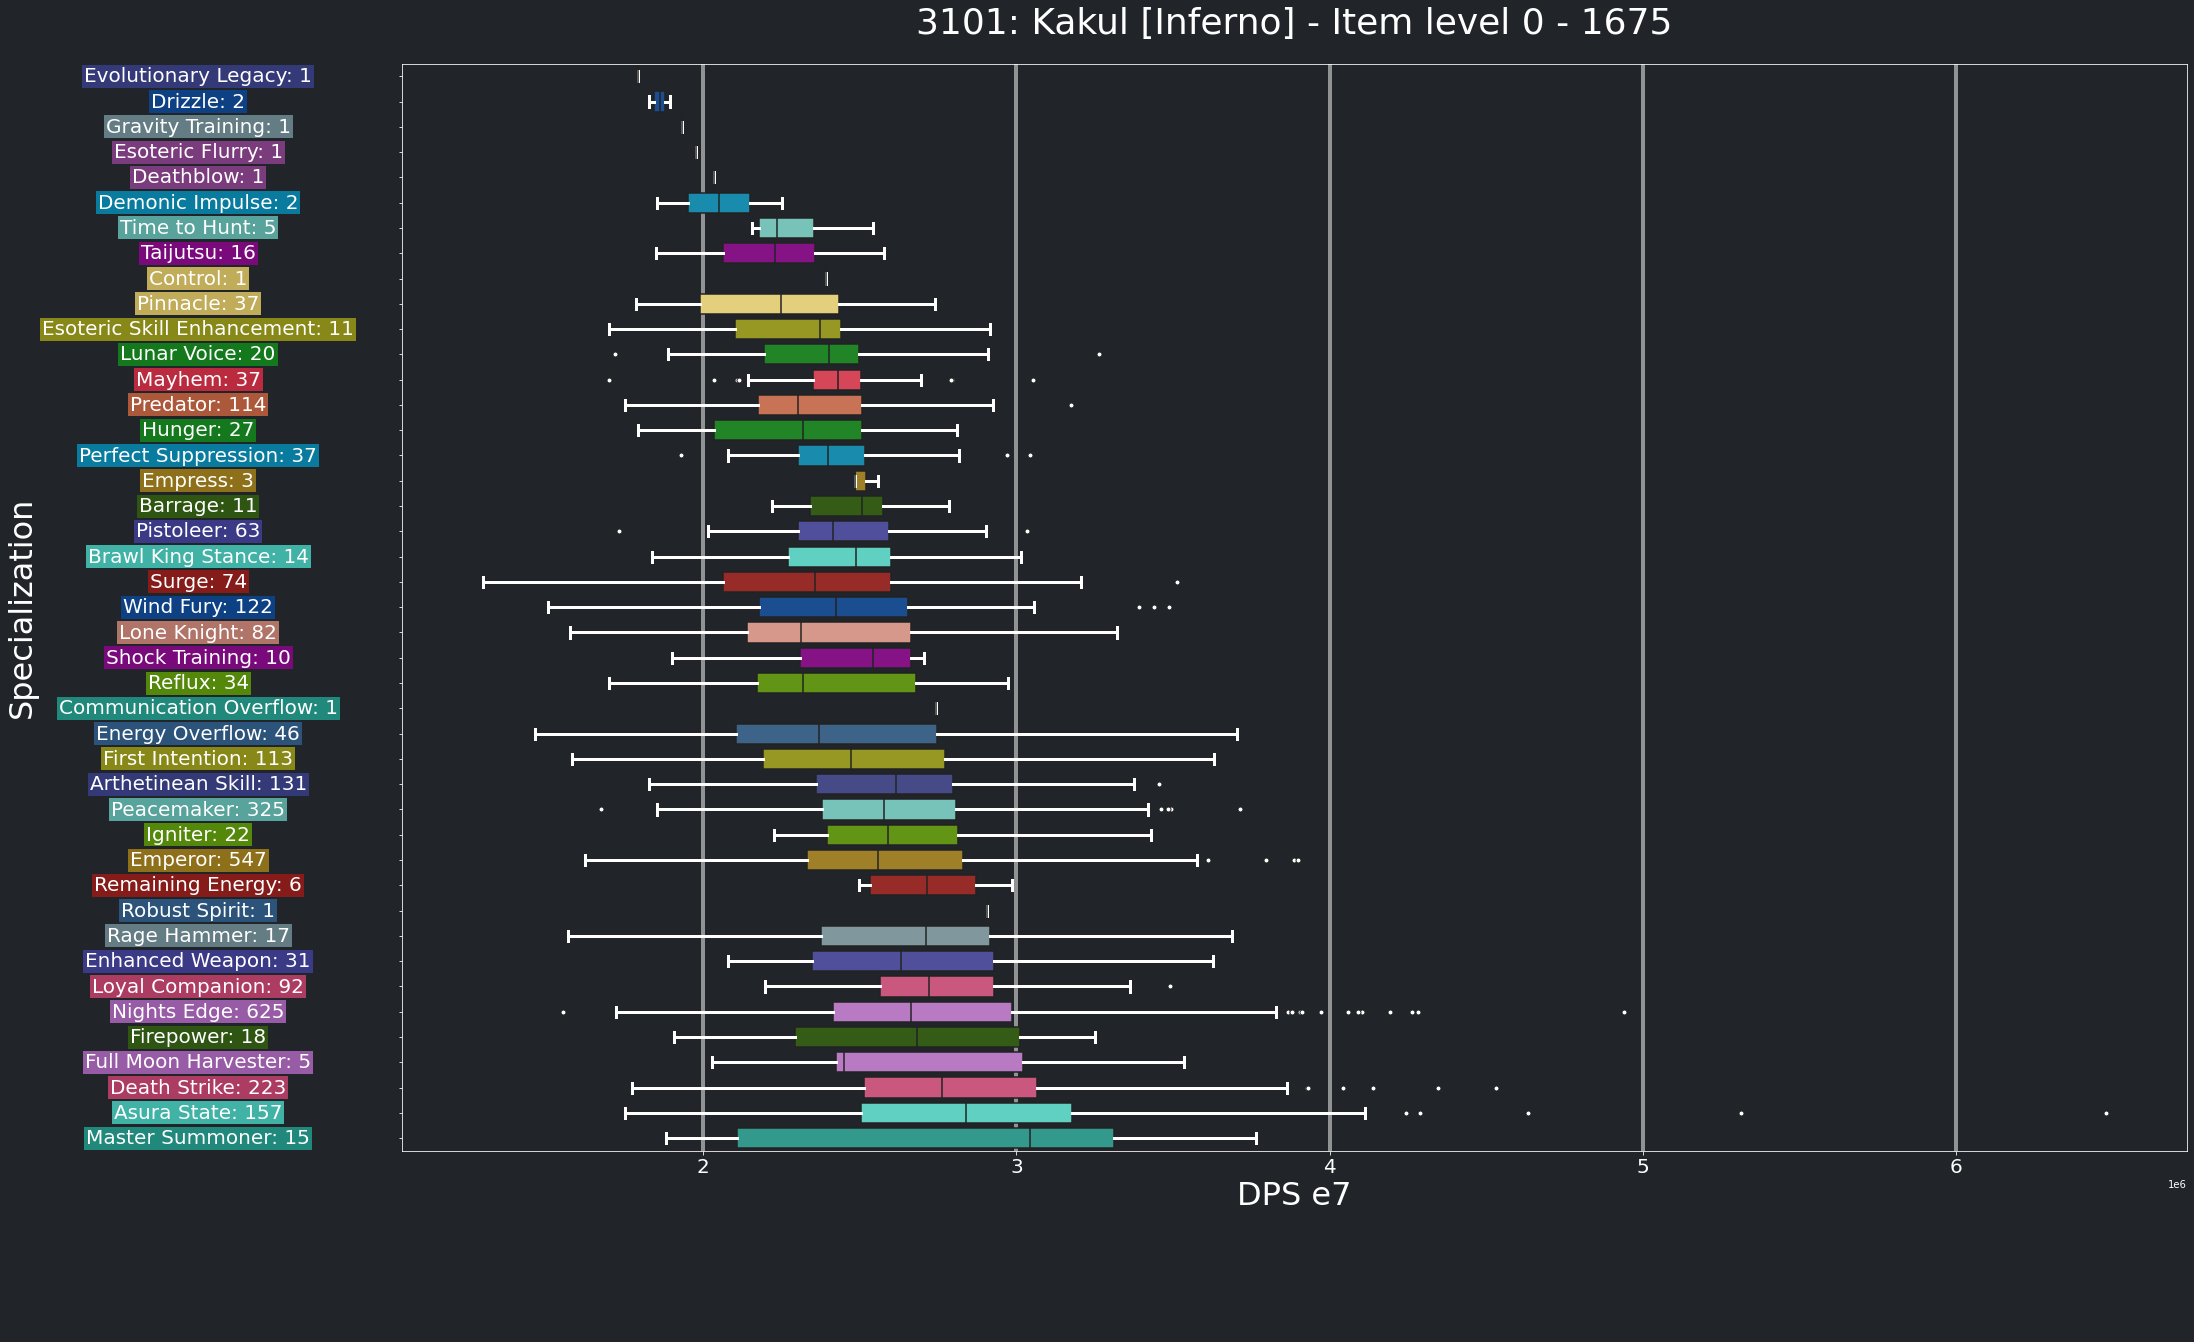 3101: Kakul [Inferno] - Item level 0 - 1675
Specialization
Evolutionary Legacy: 1
Drizzle: 2
Gravity Training: 1
Esoteric Flurry: 1
Deathblow: 1
Demonic Impulse: 2
Time to Hunt: 5
Taijutsu: 16
Control: 1
Pinnacle: 37
Esoteric Skill Enhancement: 11
Lunar Voice: 20
Mayhem: 37
Predator: 114
Hunger: 27
Perfect Suppression: 37
Empress: 3
Barrage: 11
Pistoleer: 63
Brawl King Stance: 14
Surge: 74
Wind Fury: 122
Lone Knight: 82
Shock Training: 10
Reflux: 34
Communication Overflow: 1
Energy Overflow: 46
First Intention: 113
Arthetinean Skill: 131
Peacemaker: 325
Igniter: 22
Emperor: 547
Remaining Energy: 6
Robust Spirit: 1
Rage Hammer: 17
Enhanced Weapon: 31
Loyal Companion: 92
Nights Edge: 625
Firepower: 18
Full Moon Harvester: 5
Death Strike: 223
Asura State: 157
Master Summoner: 15
2 3 4 5 6
1e6
DPS e7